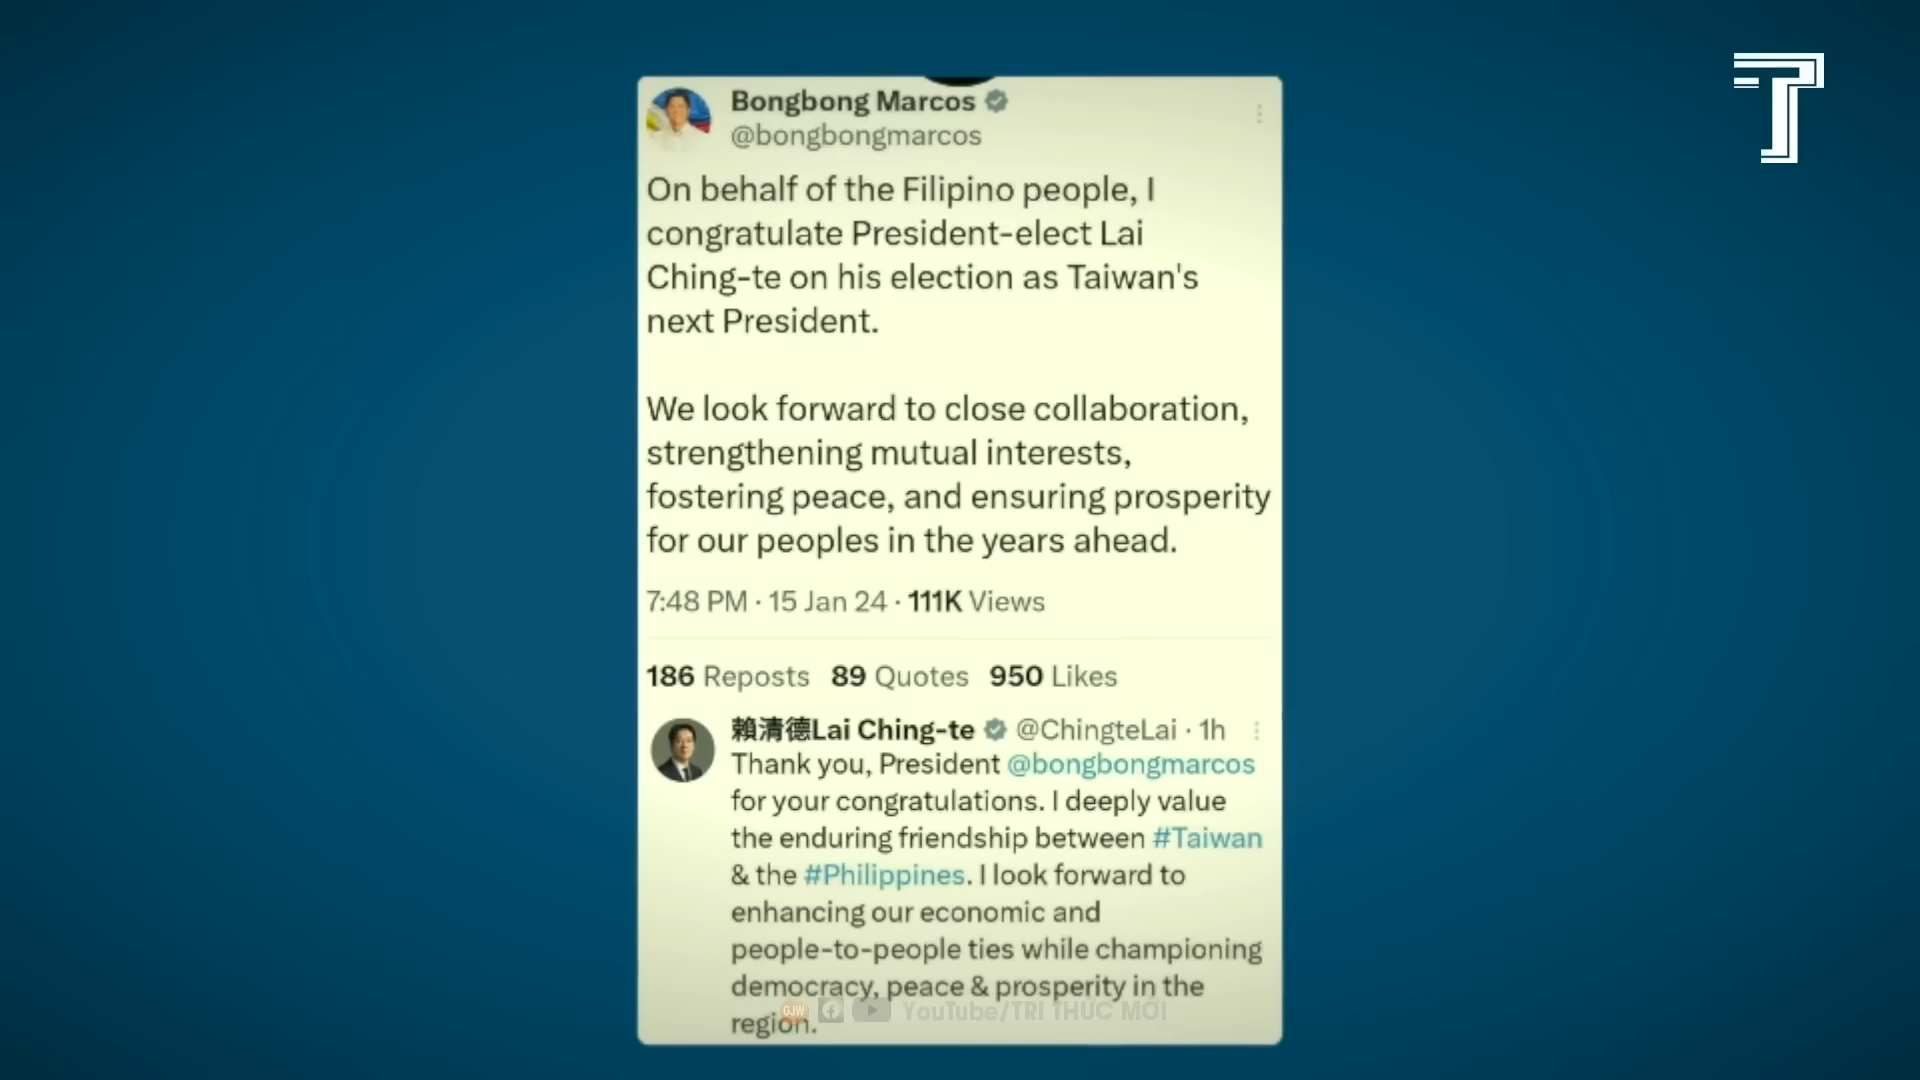 Bongbong Marcos
@bongbongmarcos
On behalf of the Filipino people, I
congratulate President-elect Lai
Ching-te on his election as Taiwan's
next President.
We look forward to close collaboration,
strengthening mutual interests,
fostering peace, and ensuring prosperity
for our peoples in the years ahead.
7:48 PM · 15 Jan 24 · 111K Views
186 Reposts 89 Quotes 950 Likes
賴清德Lai Ching-te @ChingteLai · 1h
Thank you, President @bongbongmarcos
for your congratulations. I deeply value
the enduring friendship between #Taiwan
& the #Philippines. I look forward to
enhancing our economic and
people-to-people ties while championing
democracy, peace & prosperity in the
region.
GJW YouTube/TRI THỨC MỚI